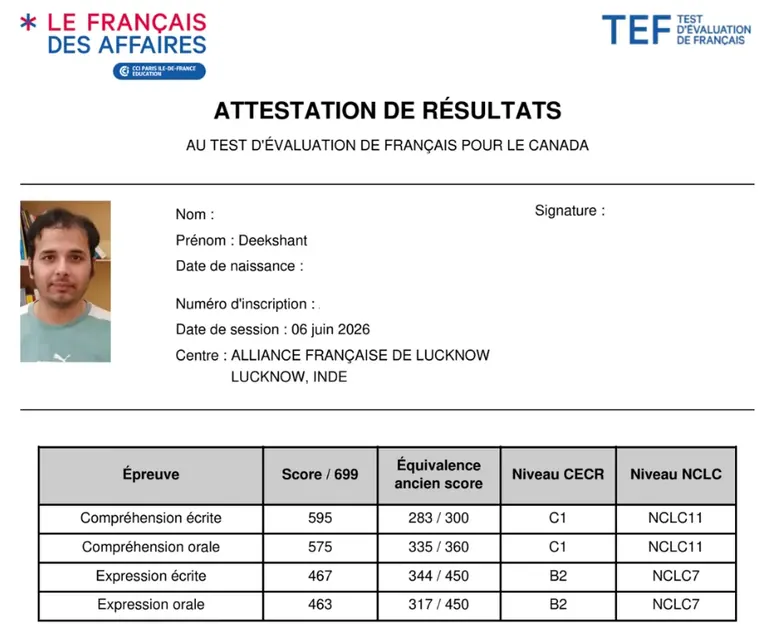 LE FRANÇAIS
DES AFFAIRES
CCI PARIS ILE-DE-FRANCE
EDUCATION
TEF TEST
D'ÉVALUATION
DE FRANÇAIS
ATTESTATION DE RÉSULTATS
AU TEST D'ÉVALUATION DE FRANÇAIS POUR LE CANADA
Nom :
Signature :
Prénom : Deekshant
Date de naissance :
Numéro d'inscription :
Date de session : 06 juin 2026
Centre : ALLIANCE FRANÇAISE DE LUCKNOW
LUCKNOW, INDE
Épreuve Score / 699 Équivalence ancien score Niveau CECR Niveau NCLC
Compréhension écrite 595 283 / 300 C1 NCLC11
Compréhension orale 575 335 / 360 C1 NCLC11
Expression écrite 467 344 / 450 B2 NCLC7
Expression orale 463 317 / 450 B2 NCLC7